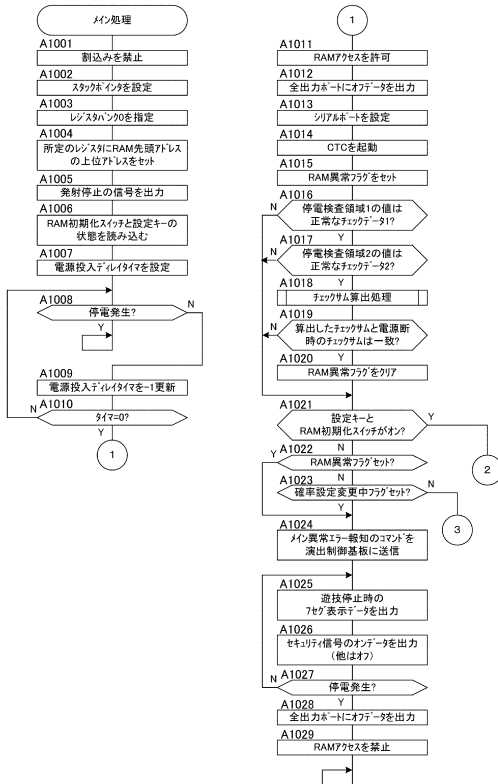 メイン処理
A1001
割込みを禁止
A1002
スタックポインタを設定
A1003
レジスタバンク0を指定
A1004
所定のレジスタにRAM先頭アドレス
の上位アドレスをセット
A1005
発射停止の信号を出力
A1006
RAM初期化スイッチと設定キーの
状態を読み込む
A1007
電源投入ディレイタイマを設定
A1008
停電発生?
N
Y
A1009
電源投入ディレイタイマを-1更新
A1010
N
タイマ=0?
Y
1
1
A1011
RAMアクセスを許可
A1012
全出力ポートにオフデータを出力
A1013
シリアルポートを設定
A1014
CTCを起動
A1015
RAM異常フラグをセット
A1016
停電検査領域1の値は
正常なチェックデータ1?
N
Y
A1017
停電検査領域2の値は
正常なチェックデータ2?
N
Y
A1018
チェックサム算出処理
A1019
算出したチェックサムと電源断
時のチェックサムは一致?
N
Y
A1020
RAM異常フラグをクリア
A1021
設定キーと
RAM初期化スイッチがオン?
Y
N
2
A1022
RAM異常フラグセット?
Y
N
A1023
確率設定変更中フラグセット?
N
Y
3
A1024
メイン異常エラー報知のコマンドを
演出制御基板に送信
A1025
遊技停止時の
7セグ表示データを出力
A1026
セキュリティ信号のオンデータを出力
(他はオフ)
A1027
停電発生?
N
Y
A1028
全出力ポートにオフデータを出力
A1029
RAMアクセスを禁止